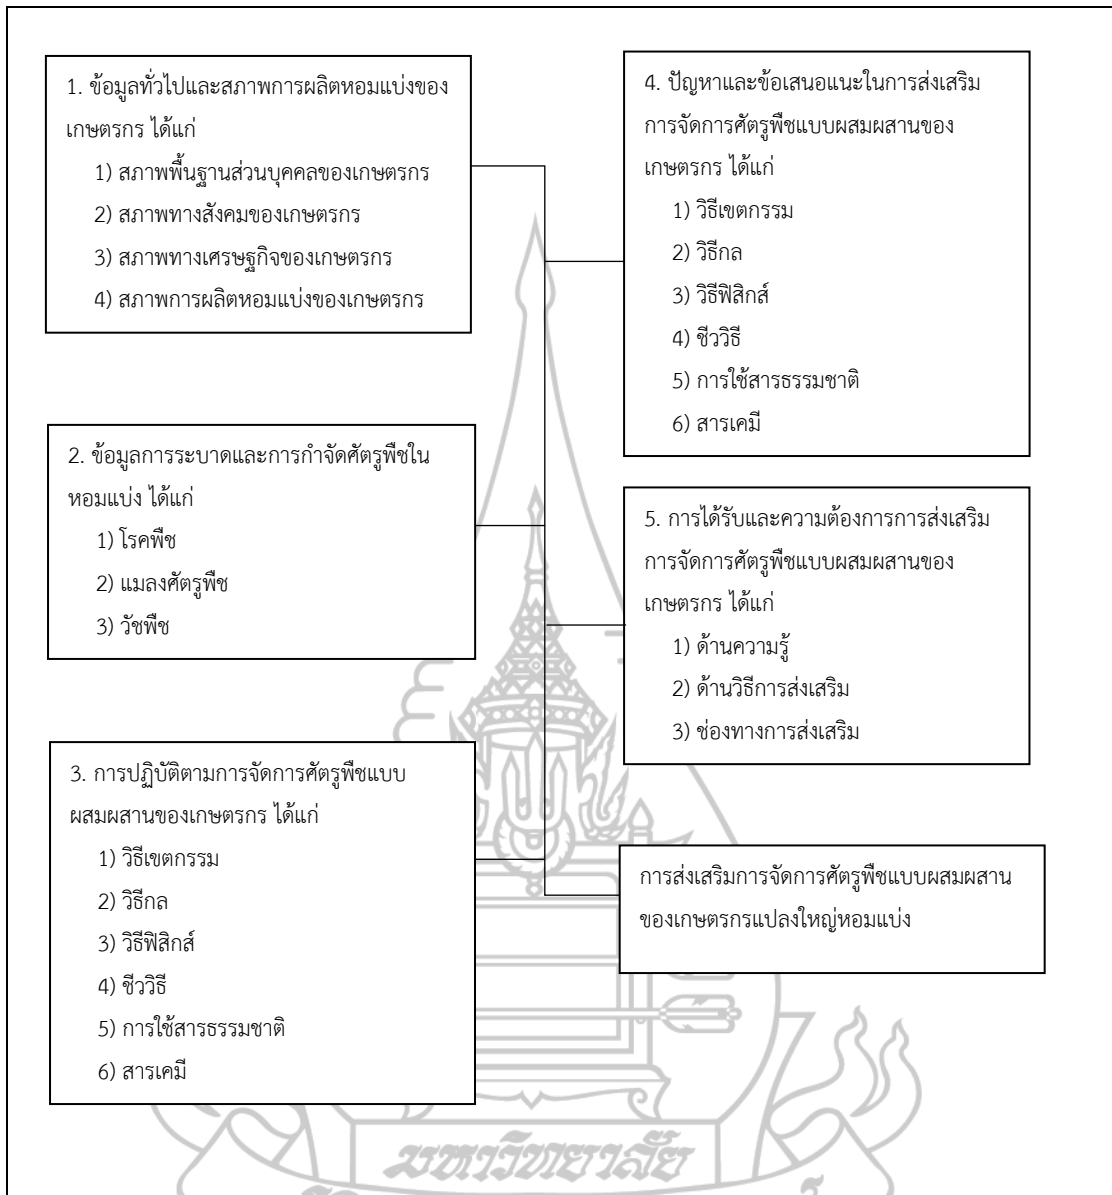 1. ข้อมูลทั่วไปและสภาพการผลิตหอมแบ่งของ
เกษตรกร ได้แก่
1) สภาพพื้นฐานส่วนบุคคลของเกษตรกร
2) สภาพทางสังคมของเกษตรกร
3) สภาพทางเศรษฐกิจของเกษตรกร
4) สภาพการผลิตหอมแบ่งของเกษตรกร
2. ข้อมูลการระบาดและการกำจัดศัตรูพืชใน
หอมแบ่ง ได้แก่
1) โรคพืช
2) แมลงศัตรูพืช
3) วัชพืช
3. การปฏิบัติตามการจัดการศัตรูพืชแบบ
ผสมผสานของเกษตรกร ได้แก่
1) วิธีเขตกรรม
2) วิธีกล
3) วิธีฟิสิกส์
4) ชีววิธี
5) การใช้สารธรรมชาติ
6) สารเคมี
4. ปัญหาและข้อเสนอแนะในการส่งเสริม
การจัดการศัตรูพืชแบบผสมผสานของ
เกษตรกร ได้แก่
1) วิธีเขตกรรม
2) วิธีกล
3) วิธีฟิสิกส์
4) ชีววิธี
5) การใช้สารธรรมชาติ
6) สารเคมี
5. การได้รับและความต้องการการส่งเสริม
การจัดการศัตรูพืชแบบผสมผสานของ
เกษตรกร ได้แก่
1) ด้านความรู้
2) ด้านวิธีการส่งเสริม
3) ช่องทางการส่งเสริม
การส่งเสริมการจัดการศัตรูพืชแบบผสมผสาน
ของเกษตรกรแปลงใหญ่หอมแบ่ง
มหาวิทยาลัย